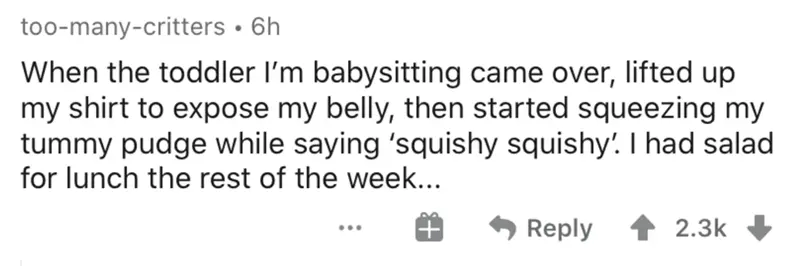 too-many-critters • 6h
When the toddler I’m babysitting came over, lifted up
my shirt to expose my belly, then started squeezing my
tummy pudge while saying ‘squishy squishy’. I had salad
for lunch the rest of the week...
Reply 2.3k